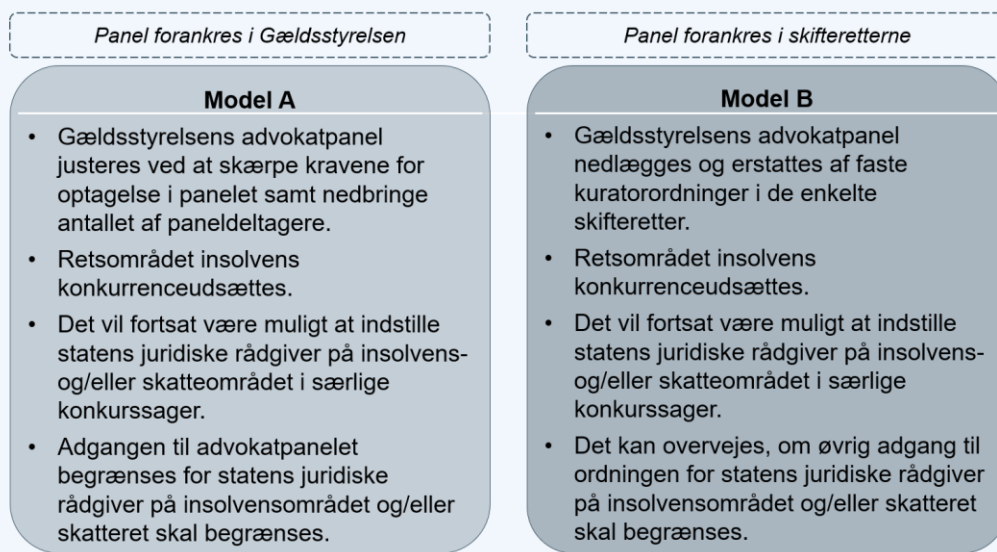 Panel forankres i Gældsstyrelsen
Model A
• Gældsstyrelsens advokatpanel
justeres ved at skærpe kravene for
optagelse i panelet samt nedbringe
antallet af paneldeltagere.
• Retsområdet insolvens
konkurrenceudsættes.
• Det vil fortsat være muligt at indstille
statens juridiske rådgiver på insolvens-
og/eller skatteområdet i særlige
konkurssager.
• Adgangen til advokatpanelet
begrænses for statens juridiske
rådgiver på insolvensområdet og/eller
skatteret skal begrænses.
Panel forankres i skifteretterne
Model B
• Gældsstyrelsens advokatpanel
nedlægges og erstattes af faste
kuratorordninger i de enkelte
skifteretter.
• Retsområdet insolvens
konkurrenceudsættes.
• Det vil fortsat være muligt at indstille
statens juridiske rådgiver på insolvens-
og/eller skatteområdet i særlige
konkurssager.
• Det kan overvejes, om øvrig adgang til
ordningen for statens juridiske rådgiver
på insolvensområdet og/eller skatteret
skal begrænses.